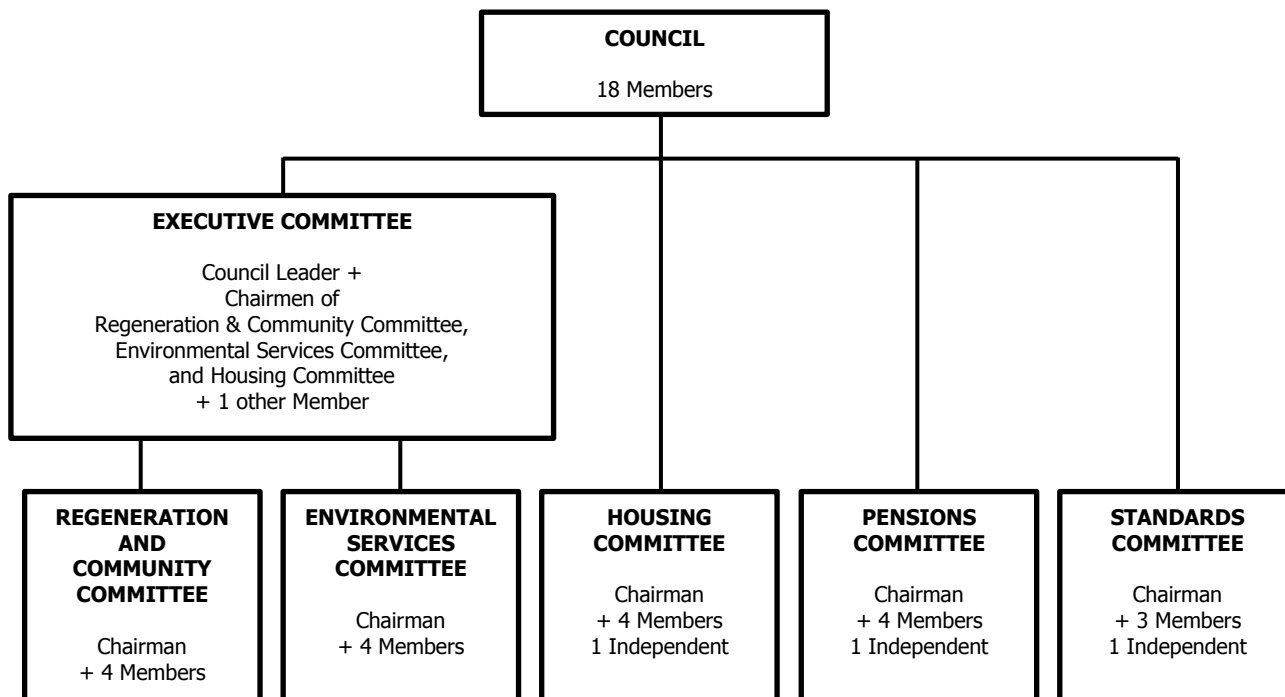 COUNCIL
18 Members
EXECUTIVE COMMITTEE
Council Leader +
Chairmen of
Regeneration & Community Committee,
Environmental Services Committee,
and Housing Committee
+ 1 other Member
REGENERATION
AND
COMMUNITY
COMMITTEE
Chairman
+ 4 Members
ENVIRONMENTAL
SERVICES
COMMITTEE
Chairman
+ 4 Members
HOUSING
COMMITTEE
Chairman
+ 4 Members
1 Independent
PENSIONS
COMMITTEE
Chairman
+ 4 Members
1 Independent
STANDARDS
COMMITTEE
Chairman
+ 3 Members
1 Independent